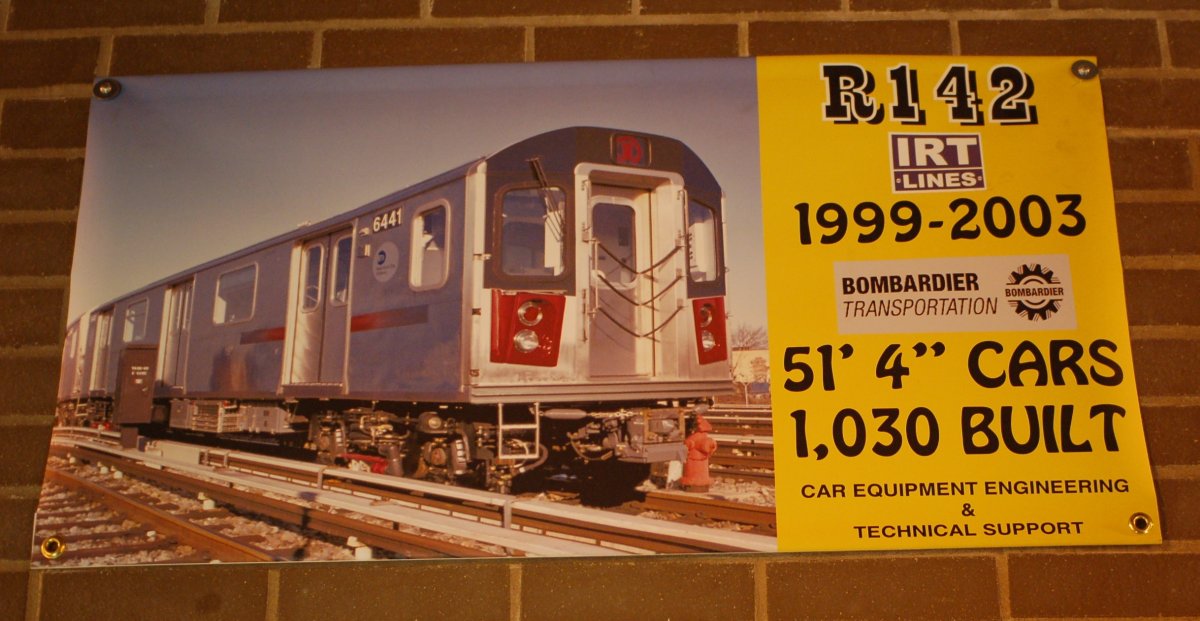 6441
R142
IRT
·LINES·
1999-2003
BOMBARDIER
TRANSPORTATION
BOMBARDIER
51' 4" CARS
1,030 BUILT
CAR EQUIPMENT ENGINEERING
&
TECHNICAL SUPPORT